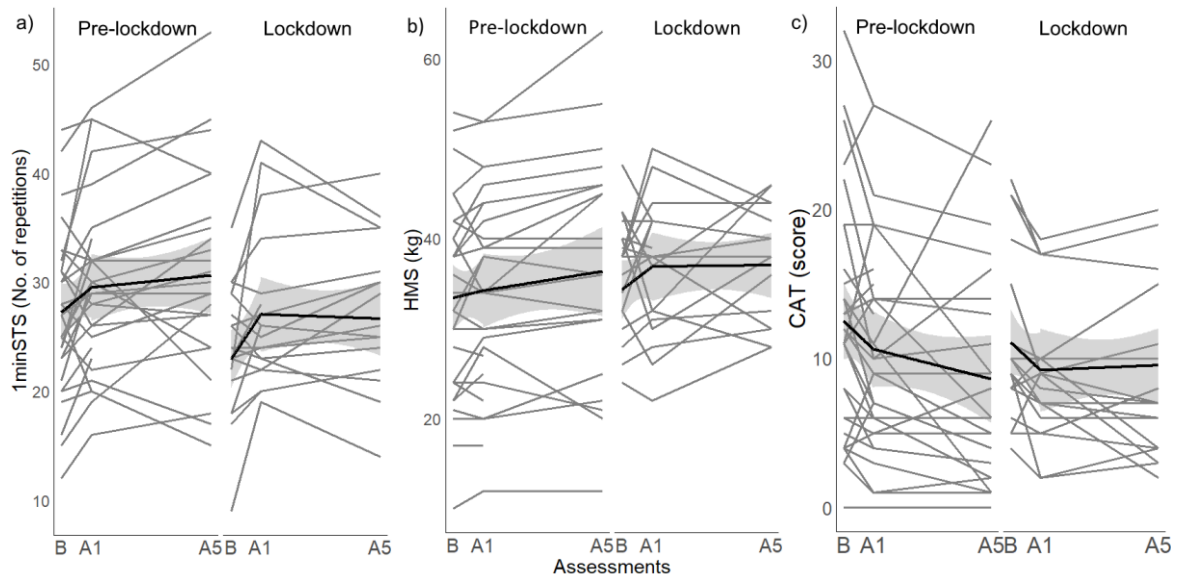 a)
Pre-lockdown
Lockdown
1minSTS (No. of repetitions)
50
40
30
20
10
B
A1
A5
B
A1
A5
b)
Pre-lockdown
Lockdown
HMS (kg)
60
40
20
B
A1
A5
B
A1
A5
Assessments
c)
Pre-lockdown
Lockdown
CAT (score)
30
20
10
0
B
A1
A5
B
A1
A5